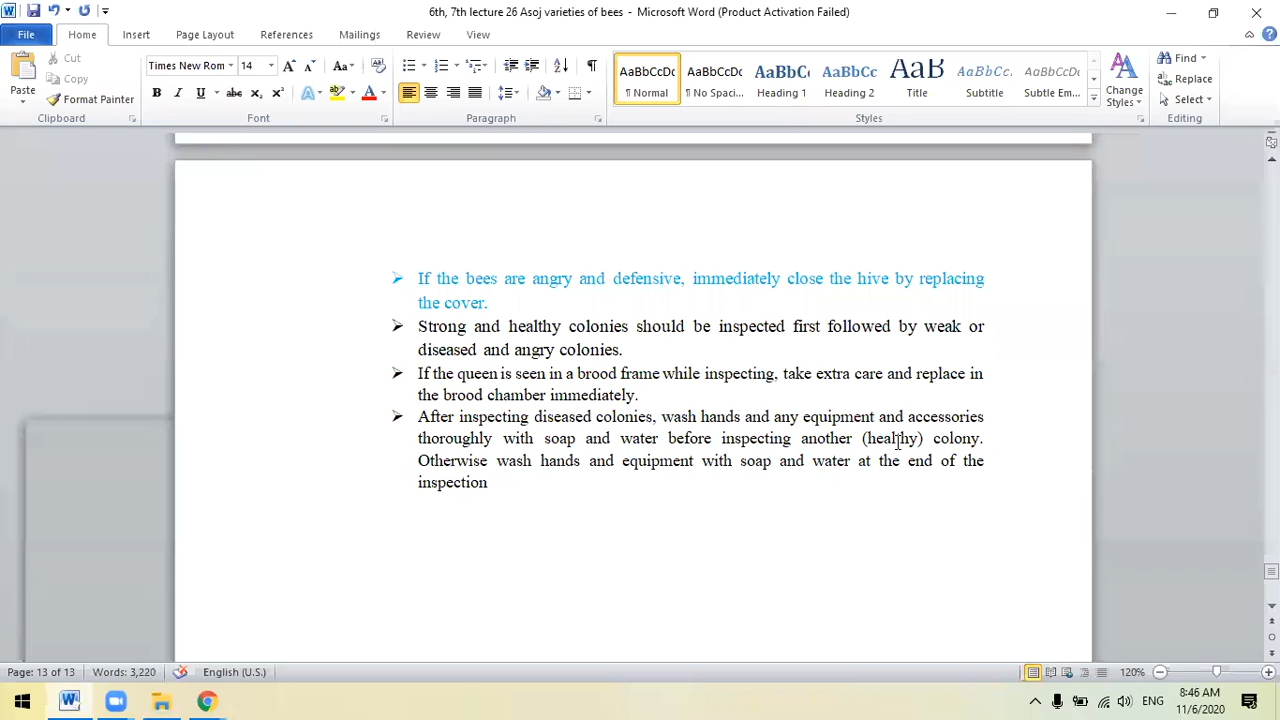 6th, 7th lecture 26 Asoj varieties of bees - Microsoft Word (Product Activation Failed)
File Home Insert Page Layout References Mailings Review View
Paste Cut Copy Format Painter
Times New Rom 14
AaBbCcDc AaBbCcDc AaBbC AaBbCc AaB AaBbCcD AaBbCcDc
¶ Normal ¶ No Spaci... Heading 1 Heading 2 Title Subtitle Subtle Em...
Change Styles
Find Replace Select
Clipboard Font Paragraph Styles Editing
If the bees are angry and defensive, immediately close the hive by replacing
the cover.
Strong and healthy colonies should be inspected first followed by weak or
diseased and angry colonies.
If the queen is seen in a brood frame while inspecting, take extra care and replace in
the brood chamber immediately.
After inspecting diseased colonies, wash hands and any equipment and accessories
thoroughly with soap and water before inspecting another (healthy) colony.
Otherwise wash hands and equipment with soap and water at the end of the
inspection
Page: 13 of 13 Words: 3,220 English (U.S.) 120%
ENG 8:46 AM
11/6/2020